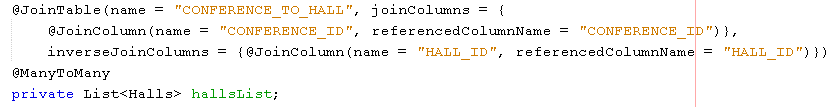 @JoinTable(name = "CONFERENCE_TO_HALL", joinColumns = {
@JoinColumn(name = "CONFERENCE_ID", referencedColumnName = "CONFERENCE_ID")},
inverseJoinColumns = {@JoinColumn(name = "HALL_ID", referencedColumnName = "HALL_ID")})
@ManyToMany
private List<Halls> hallsList;